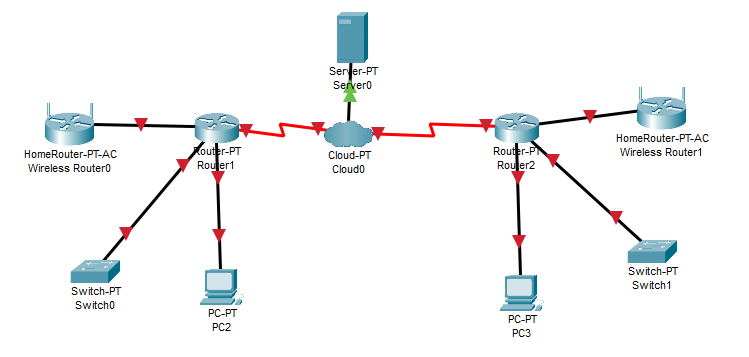 Server-PT
Server0
HomeRouter-PT-AC
Wireless Router0
Router-PT
Router1
Cloud-PT
Cloud0
Router-PT
Router2
HomeRouter-PT-AC
Wireless Router1
Switch-PT
Switch0
PC-PT
PC2
PC-PT
PC3
Switch-PT
Switch1